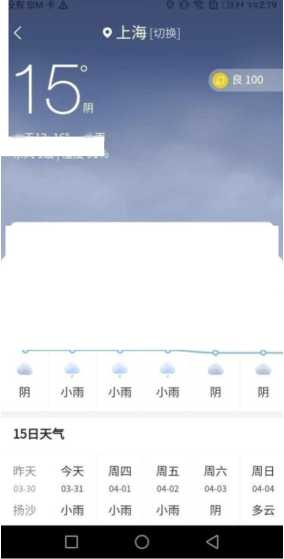 上海 [切换]
15°
阴
良 100
阴 小雨 小雨 小雨 阴 阴
15日天气
昨天 今天 周四 周五 周六 周日
03-30 03-31 04-01 04-02 04-03 04-04
扬沙 小雨 小雨 小雨 阴 多云